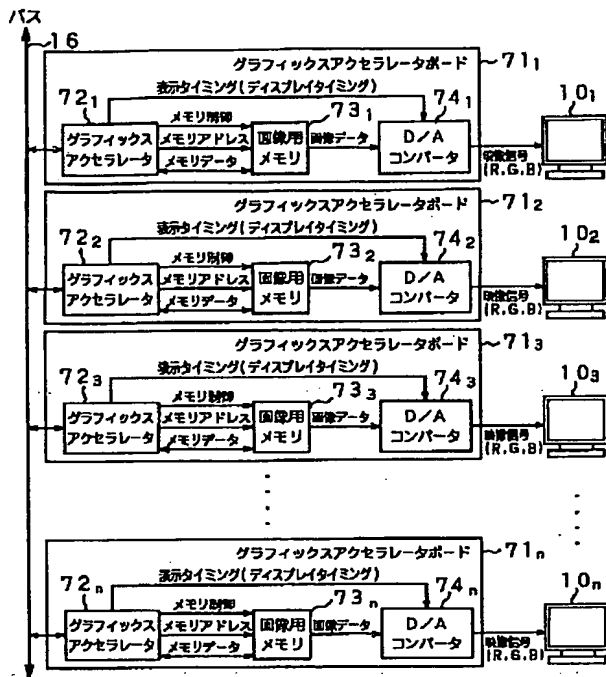 バス
16
グラフィックスアクセラレータボード
71₁
表示タイミング(ディスプレイタイミング)
72₁
メモリ制御
73₁
74₁
10₁
グラフィックス
アクセラレータ
メモリアドレス
メモリデータ
画像用
メモリ
画像データ
D/A
コンバータ
映像信号
(R,G,B)
グラフィックスアクセラレータボード
71₂
表示タイミング(ディスプレイタイミング)
72₂
メモリ制御
73₂
74₂
10₂
グラフィックス
アクセラレータ
メモリアドレス
メモリデータ
画像用
メモリ
画像データ
D/A
コンバータ
映像信号
(R,G,B)
グラフィックスアクセラレータボード
71₃
表示タイミング(ディスプレイタイミング)
72₃
メモリ制御
73₃
74₃
10₃
グラフィックス
アクセラレータ
メモリアドレス
メモリデータ
画像用
メモリ
画像データ
D/A
コンバータ
映像信号
(R,G,B)
グラフィックスアクセラレータボード
71ₙ
表示タイミング(ディスプレイタイミング)
72ₙ
メモリ制御
73ₙ
74ₙ
10ₙ
グラフィックス
アクセラレータ
メモリアドレス
メモリデータ
画像用
メモリ
画像データ
D/A
コンバータ
映像信号
(R,G,B)